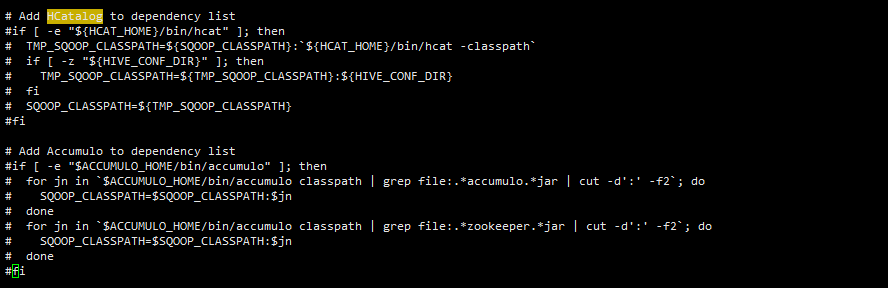 # Add HCatalog to dependency list
#if [ -e "${HCAT_HOME}/bin/hcat" ]; then
#  TMP_SQOOP_CLASSPATH=${SQOOP_CLASSPATH}:`${HCAT_HOME}/bin/hcat -classpath`
#  if [ -z "${HIVE_CONF_DIR}" ]; then
#    TMP_SQOOP_CLASSPATH=${TMP_SQOOP_CLASSPATH}:${HIVE_CONF_DIR}
#  fi
#  SQOOP_CLASSPATH=${TMP_SQOOP_CLASSPATH}
#fi

# Add Accumulo to dependency list
#if [ -e "$ACCUMULO_HOME/bin/accumulo" ]; then
#  for jn in `$ACCUMULO_HOME/bin/accumulo classpath | grep file:.*accumulo.*jar | cut -d':' -f2`; do
#    SQOOP_CLASSPATH=$SQOOP_CLASSPATH:$jn
#  done
#  for jn in `$ACCUMULO_HOME/bin/accumulo classpath | grep file:.*zookeeper.*jar | cut -d':' -f2`; do
#    SQOOP_CLASSPATH=$SQOOP_CLASSPATH:$jn
#  done
#fi